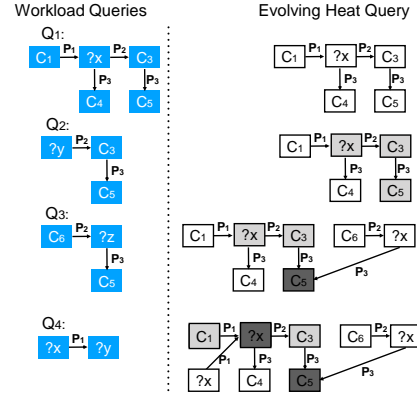 Workload Queries
Evolving Heat Query
Q1:
C1 P1 ?x P2 C3
P3 P3
C4 C5
C1 P1 ?x P2 C3
P3 P3
C4 C5
Q2:
?y P2 C3
P3
C5
C1 P1 ?x P2 C3
P3 P3
C4 C5
Q3:
C6 P2 ?z
P3
C5
C1 P1 ?x P2 C3 C6 P2 ?x
P3 P3
C4 C5 P3
Q4:
?x P1 ?y
C1 P1 ?x P2 C3 C6 P2 ?x
P1 P3 P3
?x C4 C5 P3